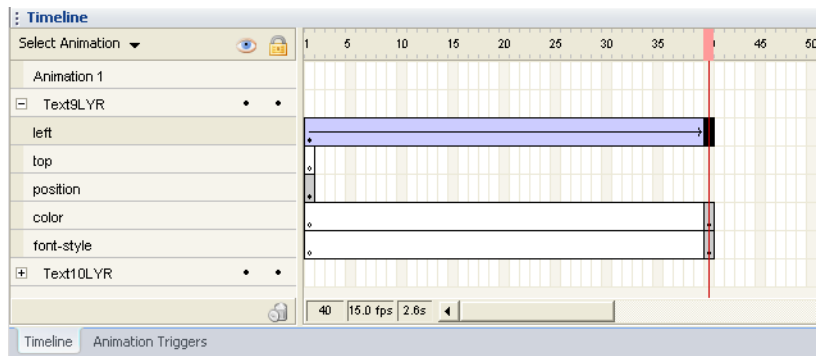 Timeline
Select Animation 1 5 10 15 20 25 30 35 45 50
Animation 1
Text9LYR
left
top
position
color
font-style
Text10LYR
40 15.0 fps 2.6s
Timeline Animation Triggers